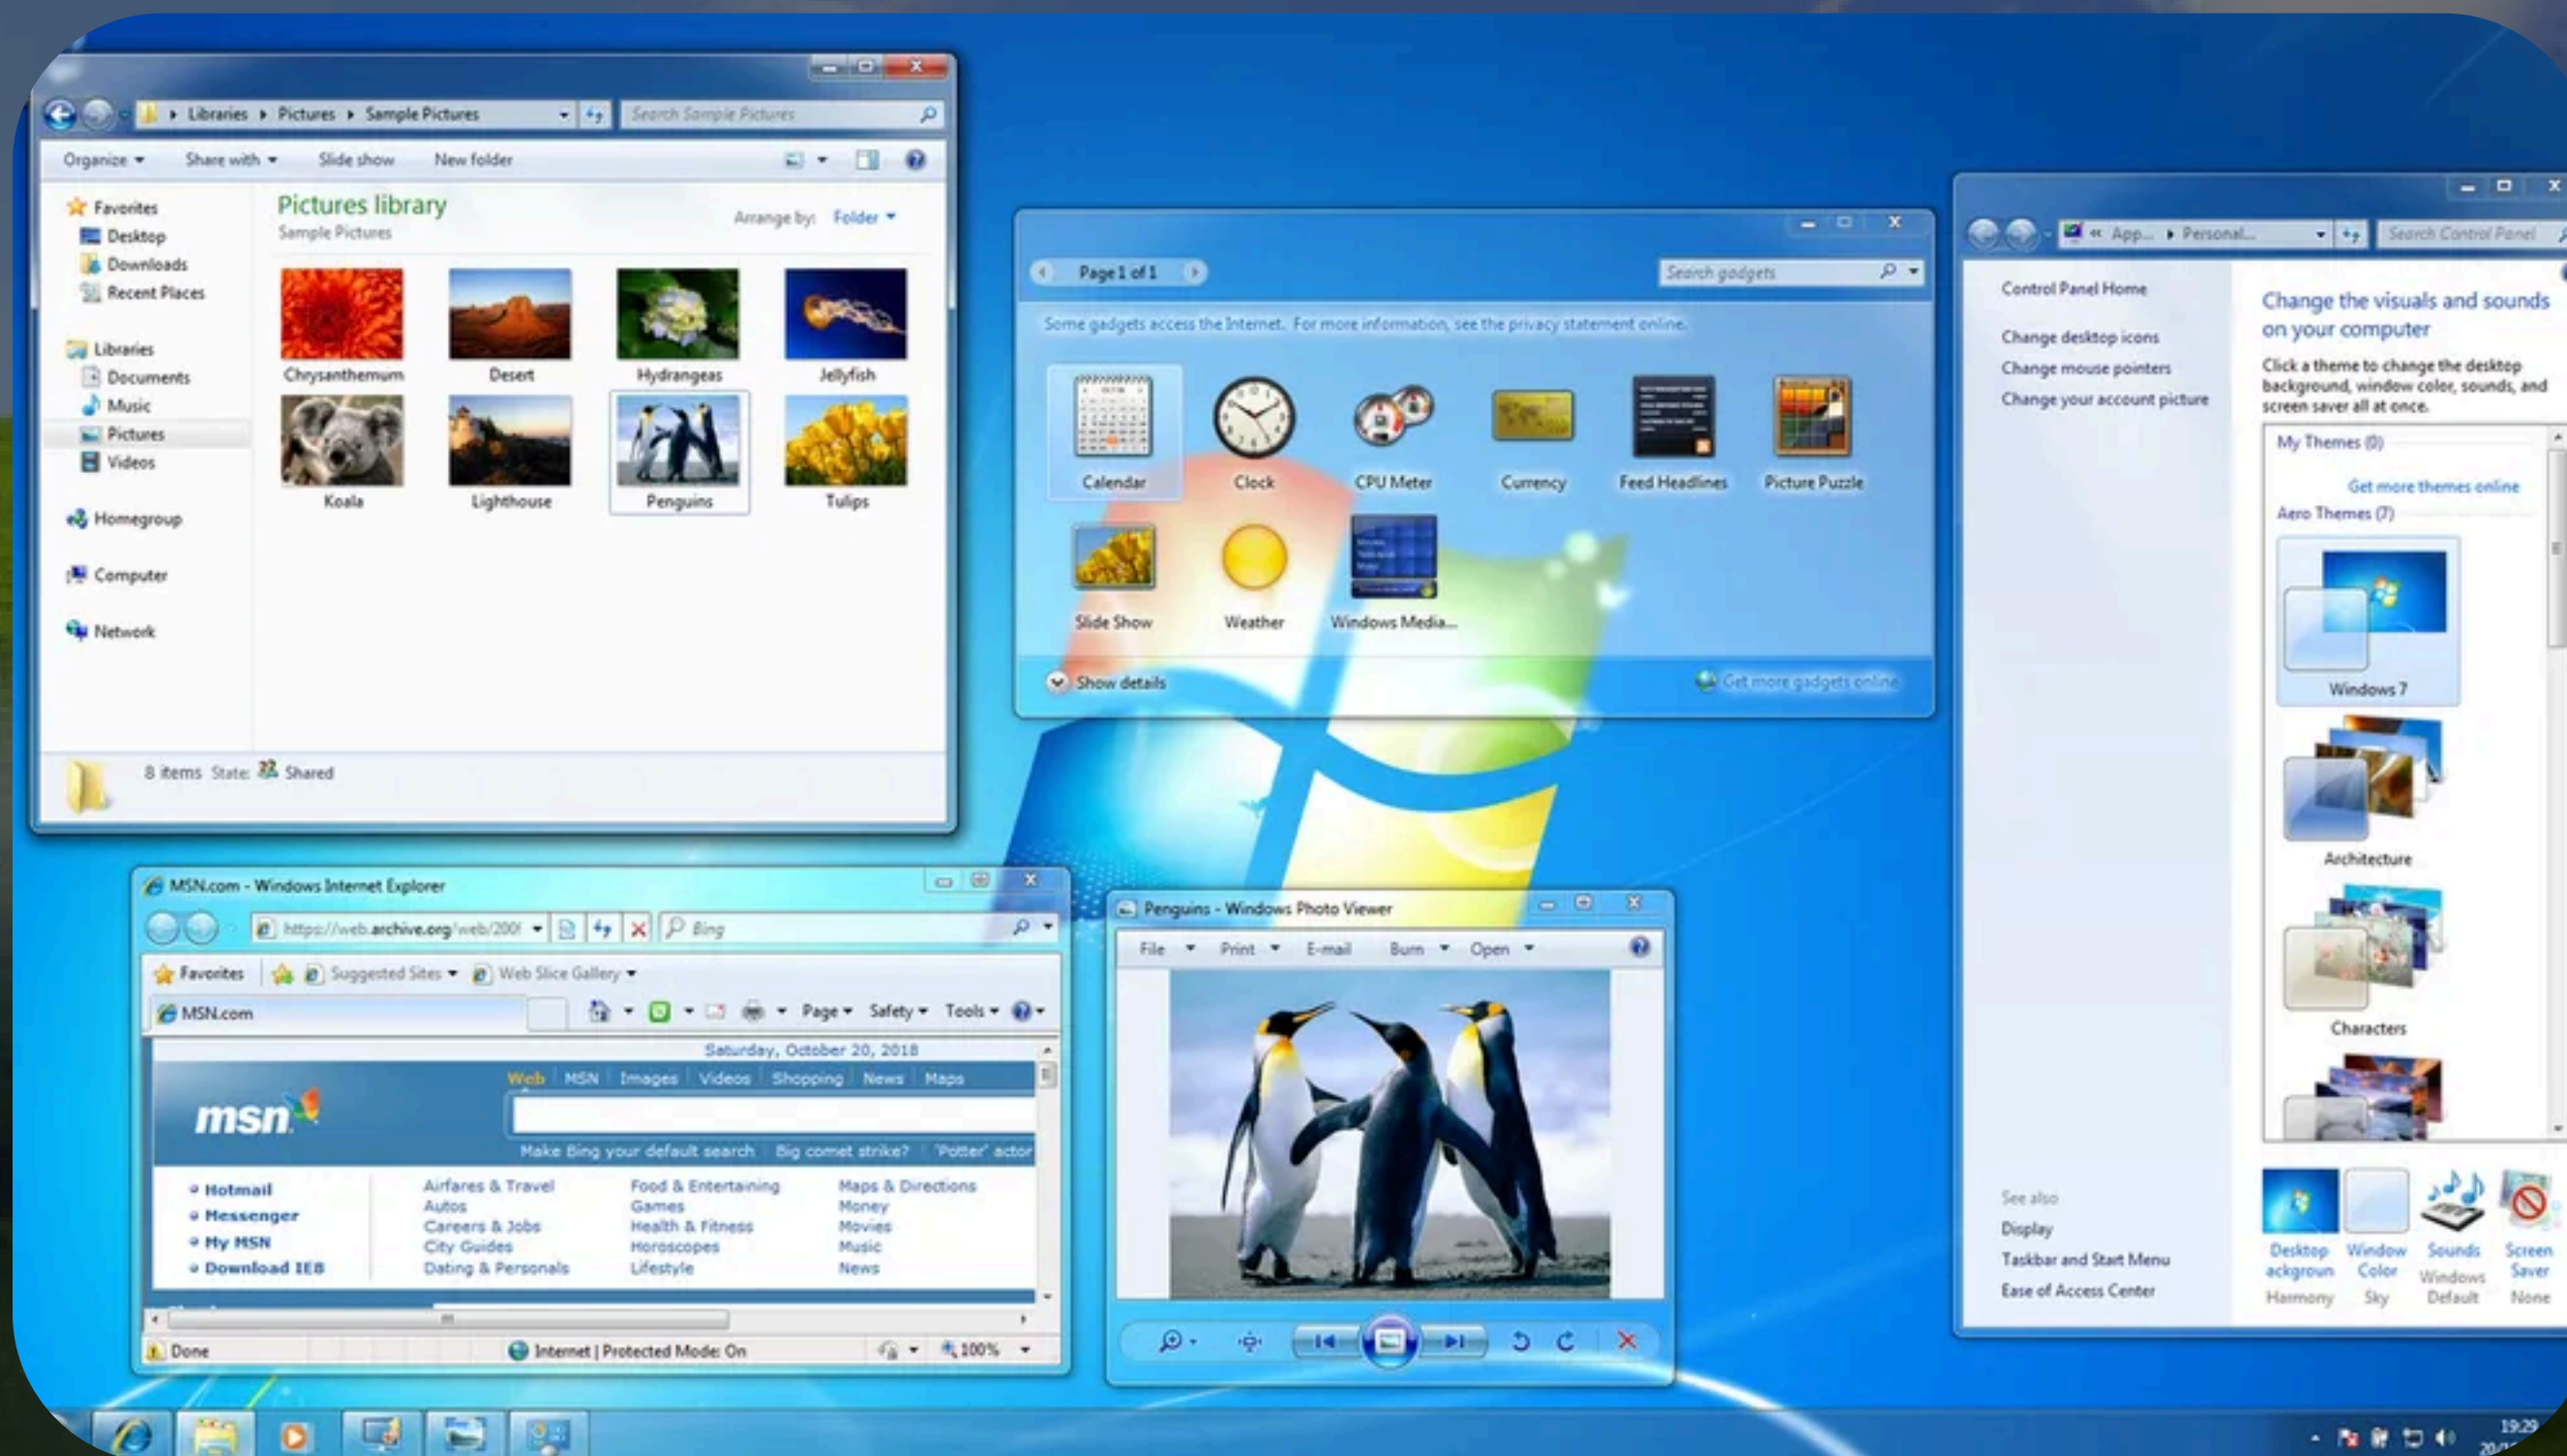 Libraries Pictures Sample Pictures
Search Sample Pictures
Organize Share with Slide show New folder
Favorites
Desktop
Downloads
Recent Places
Libraries
Documents
Music
Pictures
Videos
Homegroup
Computer
Network
Pictures library
Sample Pictures
Arrange by: Folder
Chrysanthemum Desert Hydrangeas Jellyfish
Koala Lighthouse Penguins Tulips
8 items State: Shared
Page 1 of 1
Search gadgets
Some gadgets access the Internet. For more information, see the privacy statement online.
Calendar Clock CPU Meter Currency Feed Headlines Picture Puzzle
Slide Show Weather Windows Media...
Show details
Get more gadgets online
« App... Personal...
Search Control Panel
Control Panel Home
Change desktop icons
Change mouse pointers
Change your account picture
See also
Display
Taskbar and Start Menu
Ease of Access Center
Change the visuals and sounds
on your computer
Click a theme to change the desktop
background, window color, sounds, and
screen saver all at once.
My Themes (0)
Get more themes online
Aero Themes (7)
Windows 7
Architecture
Characters
Desktop Window Sounds Screen
ackgroun Color Windows Saver
Harmony Sky Default None
MSN.com - Windows Internet Explorer
https://web.archive.org/web/200
Bing
Favorites Suggested Sites Web Slice Gallery
MSN.com
Page Safety Tools
Saturday, October 20, 2018
Web MSN Images Videos Shopping News Maps
msn
Make Bing your default search Big comet strike? 'Potter' actor
Hotmail
Messenger
My MSN
Download IE8
Airfares & Travel Food & Entertaining Maps & Directions
Autos Games Money
Careers & Jobs Health & Fitness Movies
City Guides Horoscopes Music
Dating & Personals Lifestyle News
Done
Internet | Protected Mode: On
100%
Penguins - Windows Photo Viewer
File Print E-mail Burn Open
19:29